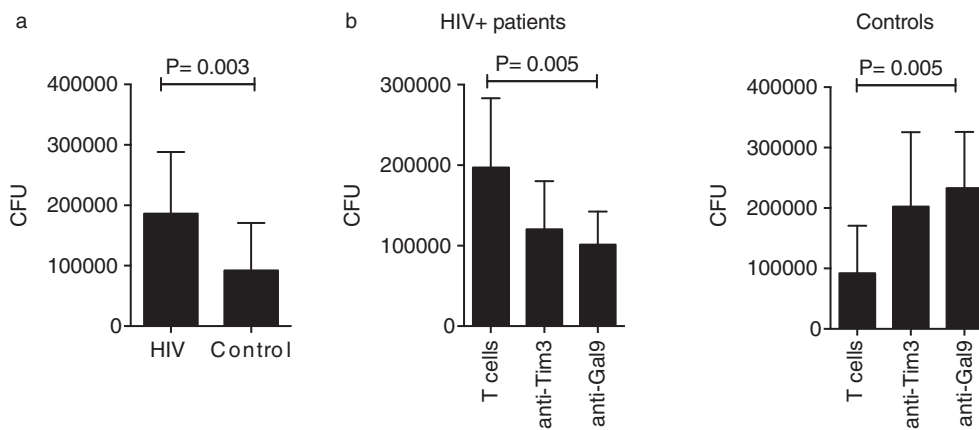 a
P= 0.003
400000
300000
200000
100000
0
CFU
HIV Control
b
HIV+ patients
P= 0.005
300000
200000
100000
0
CFU
T cells
anti-Tim3
anti-Gal9
Controls
P= 0.005
400000
300000
200000
100000
0
CFU
T cells
anti-Tim3
anti-Gal9